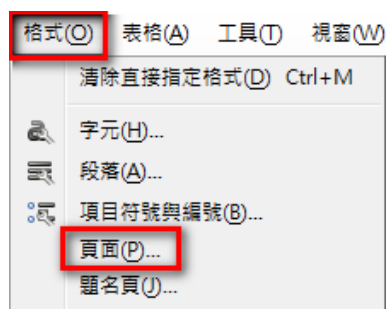 格式(O) 表格(A) 工具(T) 視窗(W)
清除直接指定格式(D) Ctrl+M
字元(H)...
段落(A)...
項目符號與編號(B)...
頁面(P)...
題名頁(J)...